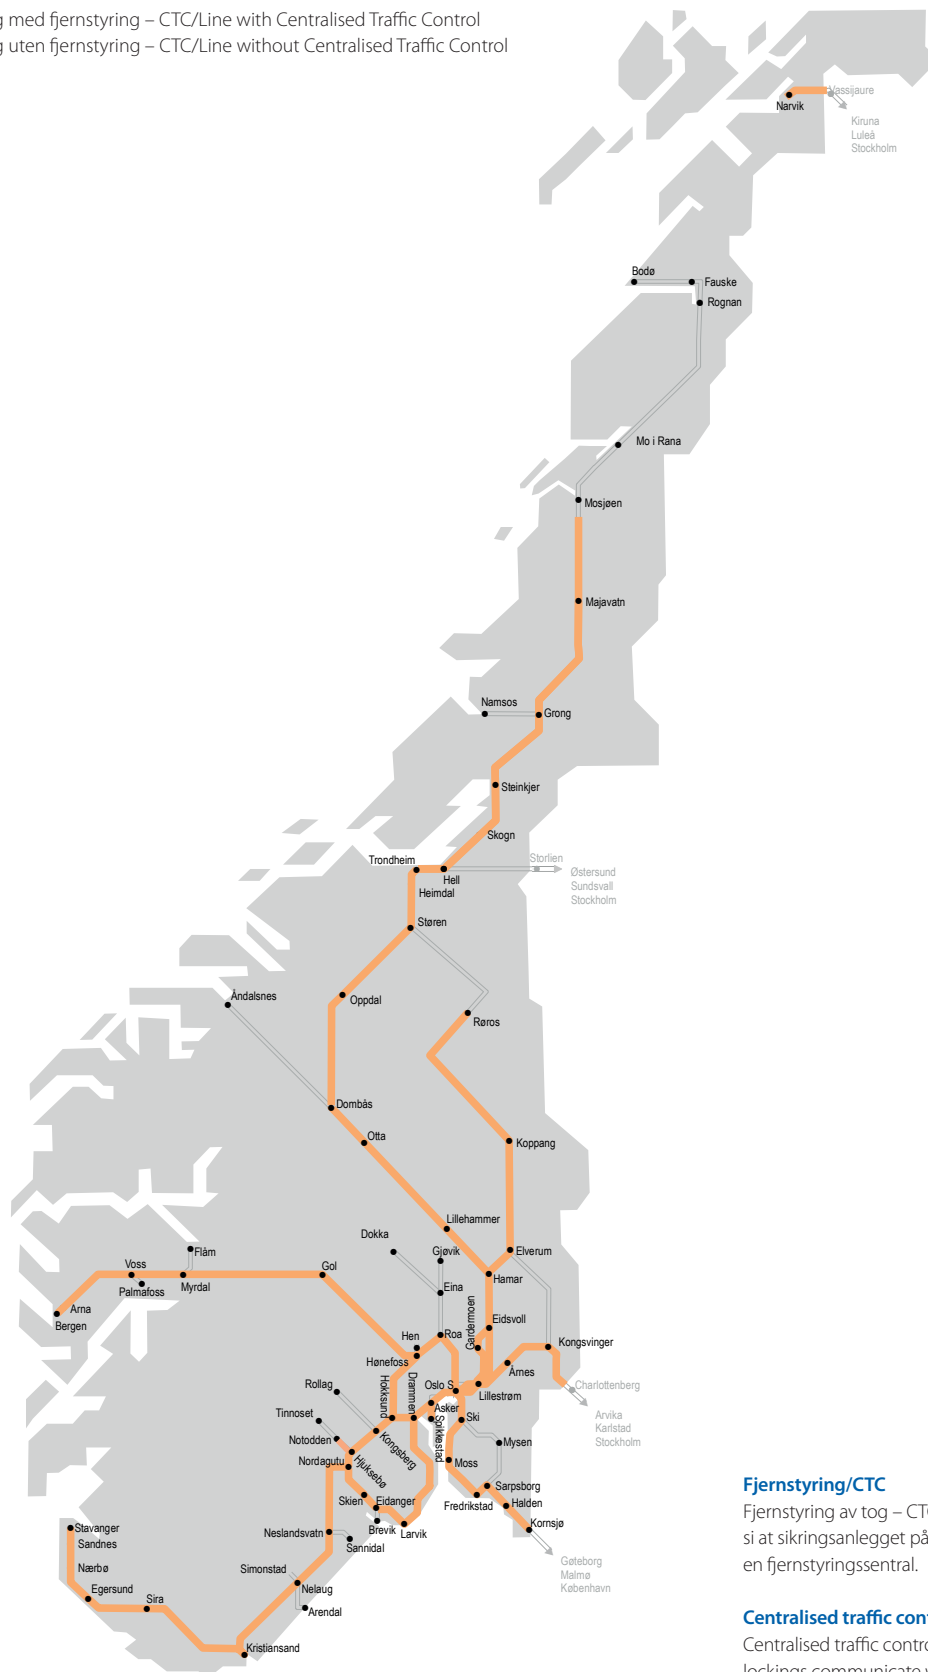 g med fjernstyring – CTC/Line with Centralised Traffic Control
g uten fjernstyring – CTC/Line without Centralised Traffic Control
Vassijaure
Narvik
Kiruna
Luleå
Stockholm
Bodø
Fauske
Rognan
Mo i Rana
Mosjøen
Majavatn
Namsos
Grong
Steinkjer
Skogn
Trondheim
Hell
Heimdal
Storlien
Østersund
Sundsvall
Stockholm
Støren
Åndalsnes
Oppdal
Røros
Dombås
Otta
Koppang
Lillehammer
Dokka
Gjøvik
Elverum
Flåm
Voss
Gol
Hamar
Palmafoss
Myrdal
Eina
Arna
Bergen
Gardermoen
Eidsvoll
Hen
Roa
Kongsvinger
Hønefoss
Årnes
Rollag
Hokksund
Drammen
Oslo S
Lillestrøm
Charlottenberg
Asker
Spikkestad
Ski
Arvika
Karlstad
Stockholm
Tinnoset
Notodden
Kongsberg
Mysen
Nordagutu
Hjuksebø
Moss
Skien
Eidanger
Sarpsborg
Fredrikstad
Halden
Brevik
Larvik
Kornsjø
Stavanger
Sandnes
Neslandsvatn
Sannidal
Gøteborg
Malmø
København
Nærbø
Simonstad
Egersund
Sira
Nelaug
Arendal
Kristiansand
Fjernstyring/CTC
Fjernstyring av tog – CTC
si at sikringsanlegget på
en fjernstyringssentral.
Centralised traffic cont
Centralised traffic contro
lockings communicate w